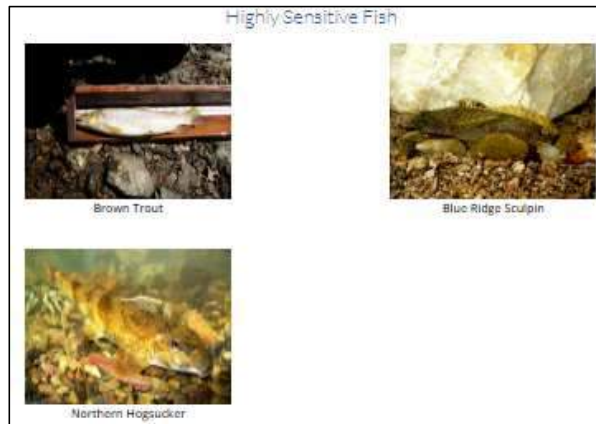 Highly Sensitive Fish
Brown Trout
Blue Ridge Sculpin
Northern Hogsucker